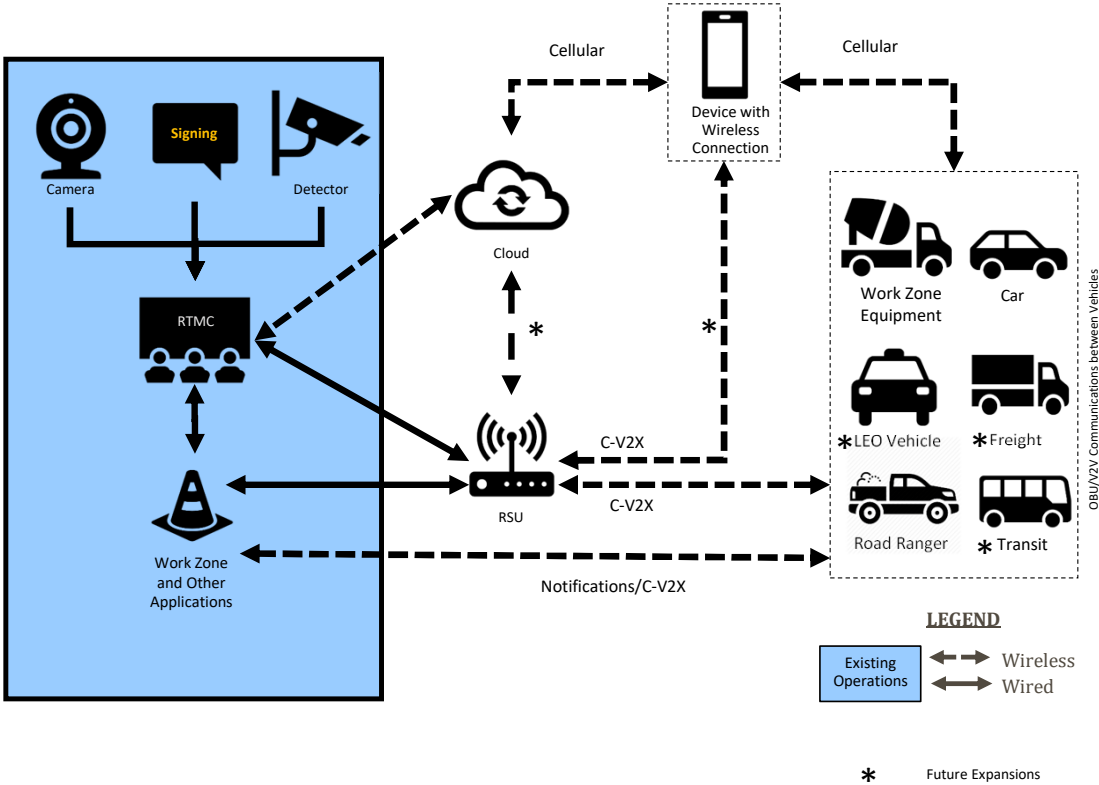 Cellular
Cellular
Signing
Camera
Detector
Device with
Wireless
Connection
Cloud
*
*
RTMC
Work Zone
Equipment
Car
*LEO Vehicle
*Freight
Road Ranger
*Transit
OBU/V2V Communications between Vehicles
C-V2X
C-V2X
RSU
Work Zone
and Other
Applications
Notifications/C-V2X
LEGEND
Existing
Operations
Wireless
Wired
* Future Expansions